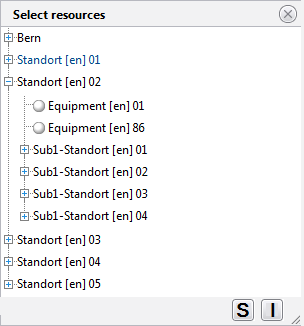 Select resources
Bern
Standort [en] 01
Standort [en] 02
Equipment [en] 01
Equipment [en] 86
Sub1-Standort [en] 01
Sub1-Standort [en] 02
Sub1-Standort [en] 03
Sub1-Standort [en] 04
Standort [en] 03
Standort [en] 04
Standort [en] 05
S I